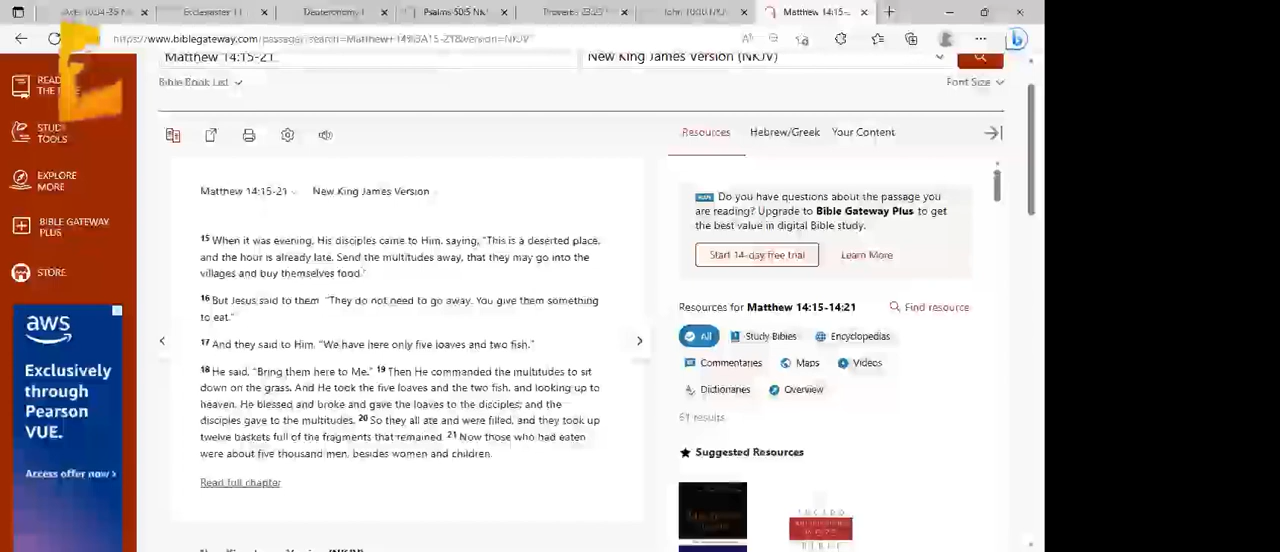 Ecclesiaster 11
Deuteronomy
Psalms 50:5 NK
Proverbs 23:23
John 10:10 NK
Matthew 14:15-
https://www.biblegateway.com/passage/?search=Matthew+14%3A15-21&version=NKJV
Matthew 14:15-21
New King James Version (NKJV)
Bible Book List
Font Size
READ
THE
STUDY
TOOLS
EXPLORE
MORE
BIBLE GATEWAY
PLUS
STORE
aws
Exclusively
through
Pearson
VUE.
Access offer now >
Matthew 14:15-21
New King James Version
15 When it was evening, His disciples came to Him, saying, "This is a deserted place,
and the hour is already late. Send the multitudes away, that they may go into the
villages and buy themselves food."
16 But Jesus said to them, "They do not need to go away. You give them something
to eat."
17 And they said to Him, "We have here only five loaves and two fish."
18 He said, "Bring them here to Me." 19 Then He commanded the multitudes to sit
down on the grass. And He took the five loaves and the two fish, and looking up to
heaven, He blessed and broke and gave the loaves to the disciples; and the
disciples gave to the multitudes. 20 So they all ate and were filled, and they took up
twelve baskets full of the fragments that remained. 21 Now those who had eaten
were about five thousand men, besides women and children.
Read full chapter
Resources
Hebrew/Greek
Your Content
Do you have questions about the passage you
are reading? Upgrade to Bible Gateway Plus to get
the best value in digital Bible study.
Start 14-day free trial
Learn More
Resources for Matthew 14:15-14:21
Find resource
All
Study Bibles
Encyclopedias
Commentaries
Maps
Videos
Dictionaries
Overview
61 results
Suggested Resources
LUCADO